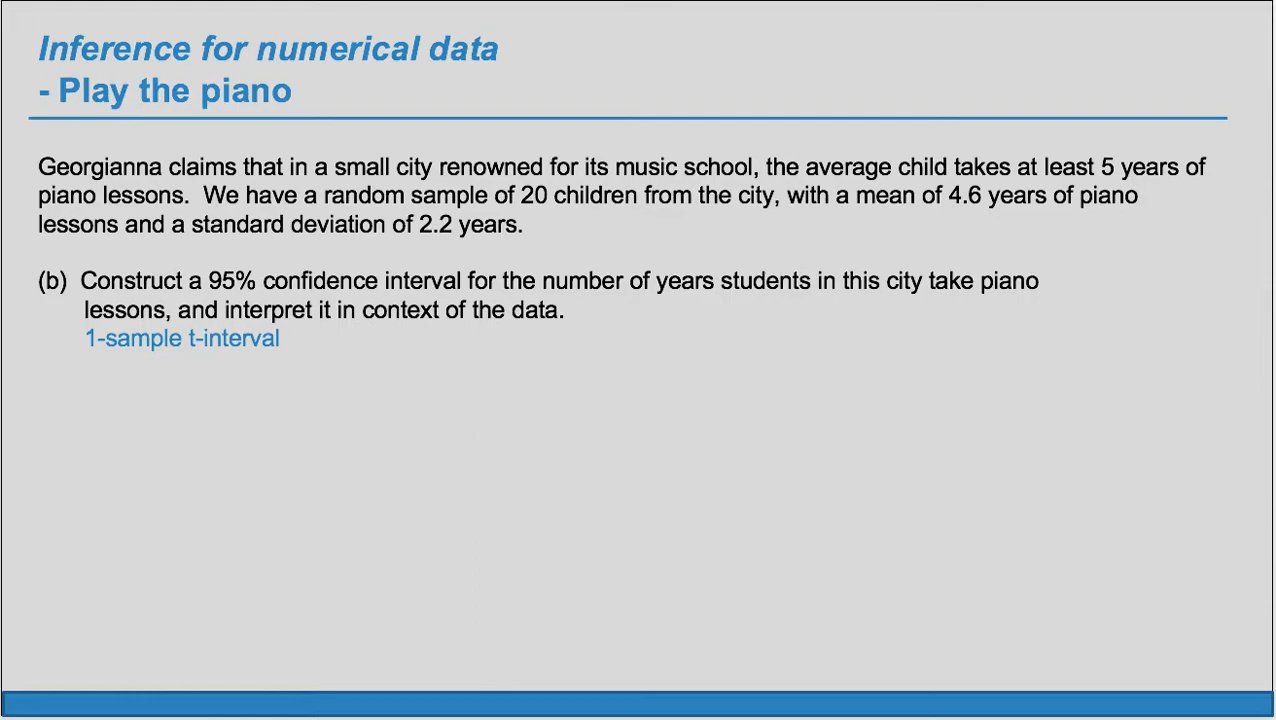 Inference for numerical data
- Play the piano
Georgianna claims that in a small city renowned for its music school, the average child takes at least 5 years of
piano lessons. We have a random sample of 20 children from the city, with a mean of 4.6 years of piano
lessons and a standard deviation of 2.2 years.
(b) Construct a 95% confidence interval for the number of years students in this city take piano
lessons, and interpret it in context of the data.
1-sample t-interval